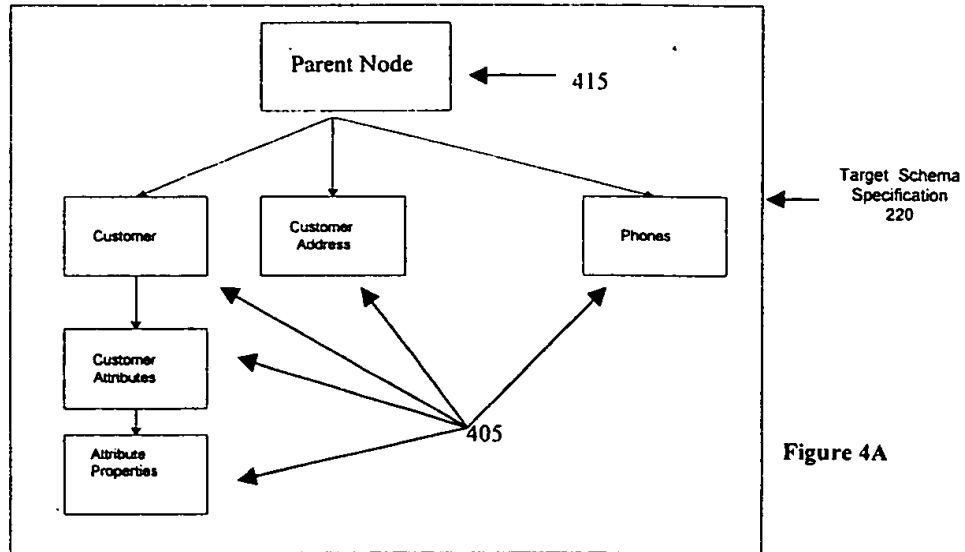 Parent Node
415
Target Schema
Specification
220
Customer
Customer
Address
Phones
Customer
Attributes
405
Attribute
Properties
Figure 4A